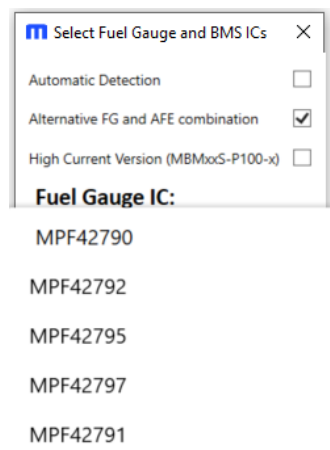 Select Fuel Gauge and BMS ICs
Automatic Detection
Alternative FG and AFE combination
High Current Version (MBMxxS-P100-x)
Fuel Gauge IC:
MPF42790
MPF42792
MPF42795
MPF42797
MPF42791